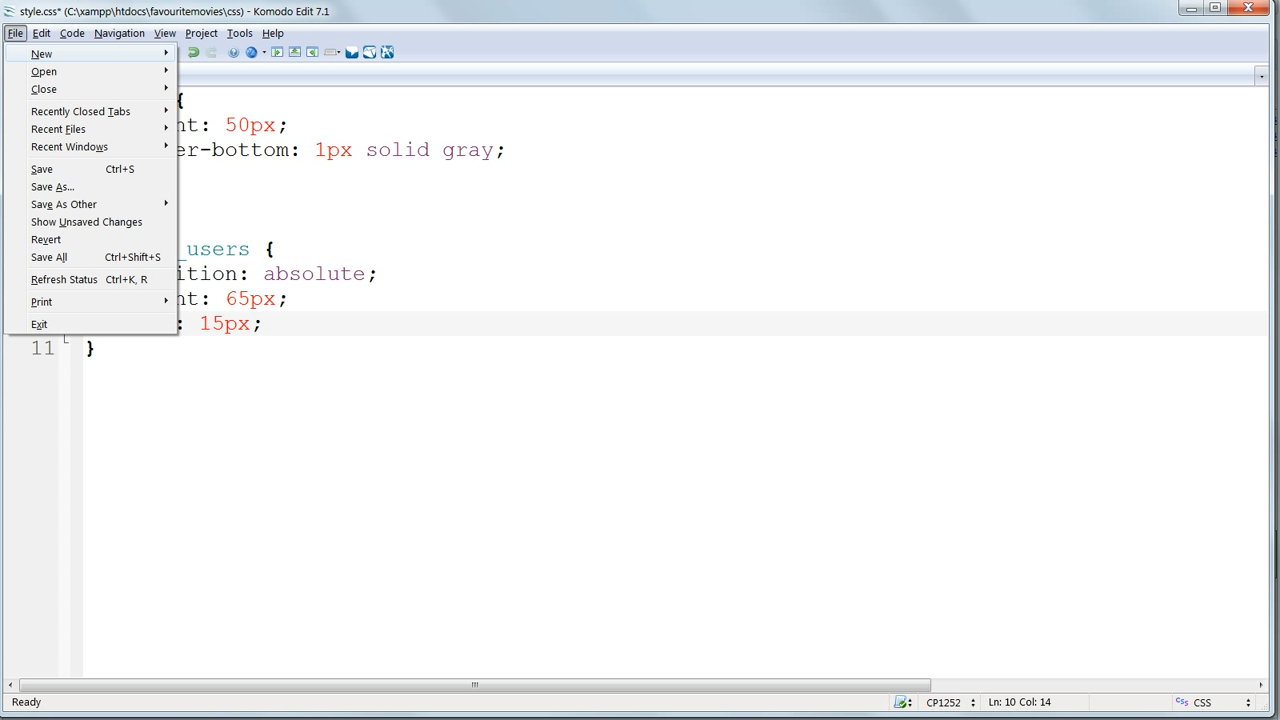 style.css* (C:\xampp\htdocs\favouritemovies\css) - Komodo Edit 7.1
File Edit Code Navigation View Project Tools Help
New
Open
Close
Recently Closed Tabs
Recent Files
Recent Windows
Save Ctrl+S
Save As...
Save As Other
Show Unsaved Changes
Revert
Save All Ctrl+Shift+S
Refresh Status Ctrl+K, R
Print
Exit
{
nt: 50px;
er-bottom: 1px solid gray;
_users {
ition: absolute;
nt: 65px;
: 15px;
11 }
Ready CP1252 Ln: 10 Col: 14 CSS CSS